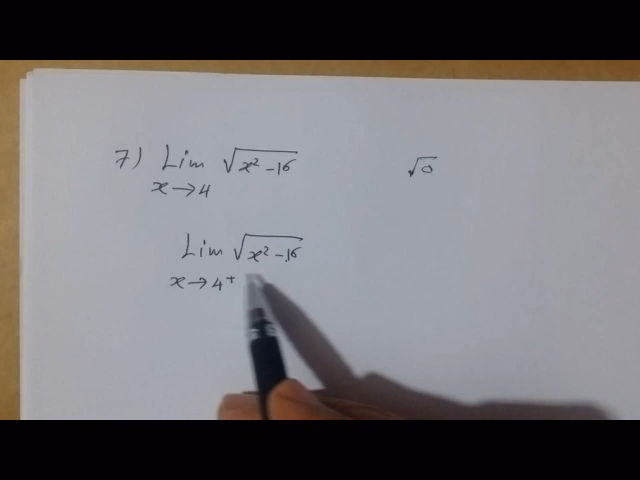 7) Lim √x² - 16 √0
x → 4
Lim √x² - 16
x → 4⁺